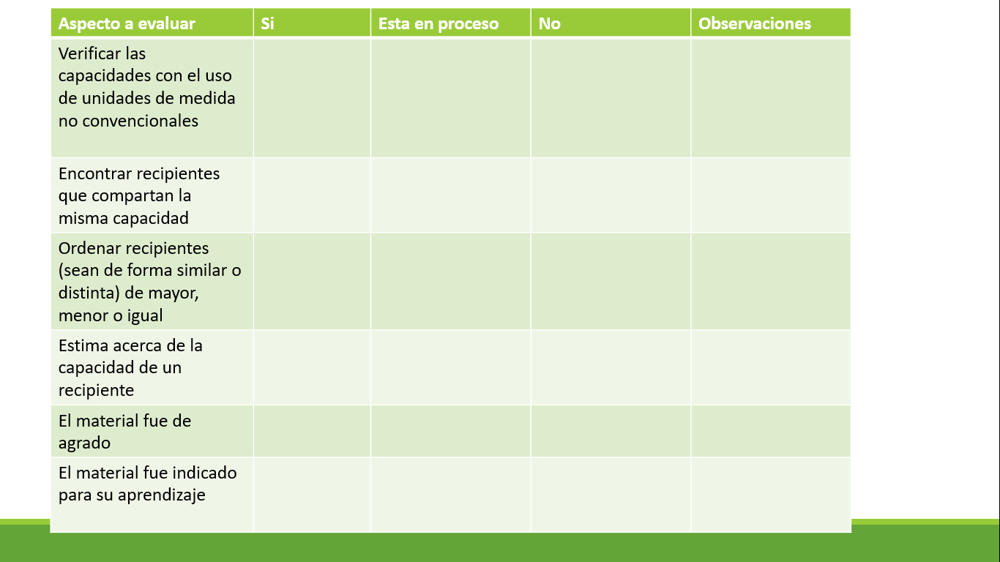 Aspecto a evaluar Si Esta en proceso No Observaciones
Verificar las
capacidades con el uso
de unidades de medida
no convencionales
Encontrar recipientes
que compartan la
misma capacidad
Ordenar recipientes
(sean de forma similar o
distinta) de mayor,
menor o igual
Estima acerca de la
capacidad de un
recipiente
El material fue de
agrado
El material fue indicado
para su aprendizaje